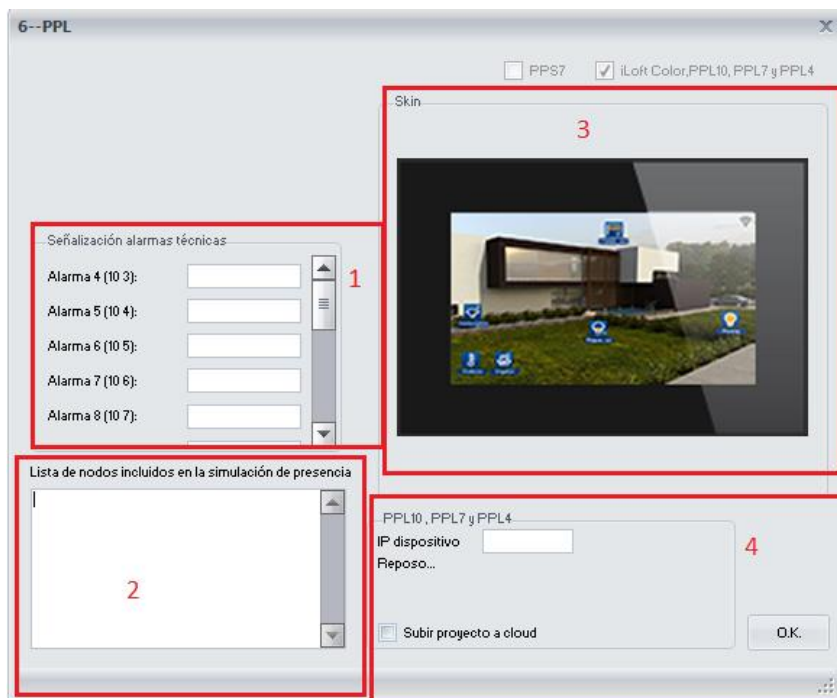 6--PPL
PPS7
iLoft Color,PPL10, PPL7 y PPL4
Skin
3
Señalización alarmas técnicas
1
Alarma 4 (10 3):
Alarma 5 (10 4):
Alarma 6 (10 5):
Alarma 7 (10 6):
Alarma 8 (10 7):
Lista de nodos incluidos en la simulación de presencia
2
PPL10 , PPL7 y PPL4
IP dispositivo
4
Reposo...
Subir proyecto a cloud
O.K.